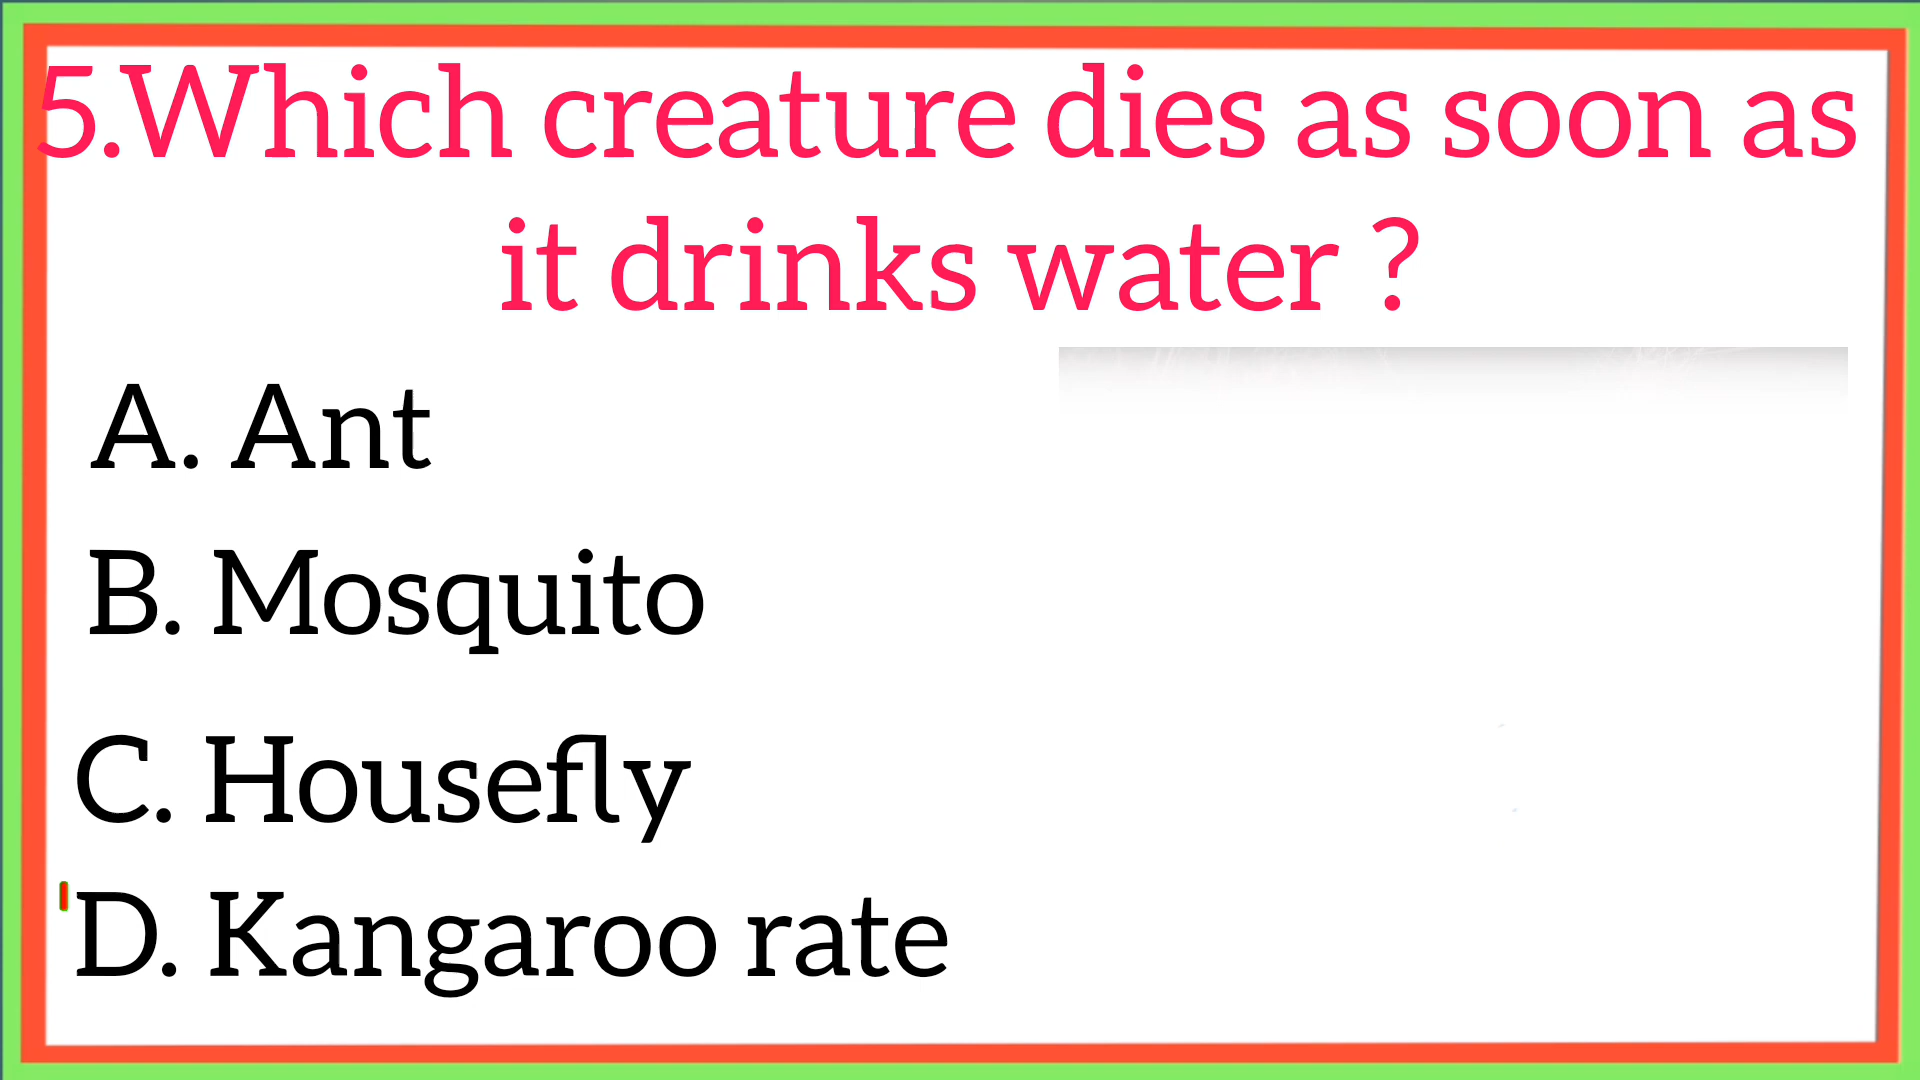 5.Which creature dies as soon as
it drinks water ?
A. Ant
B. Mosquito
C. Housefly
D. Kangaroo rate